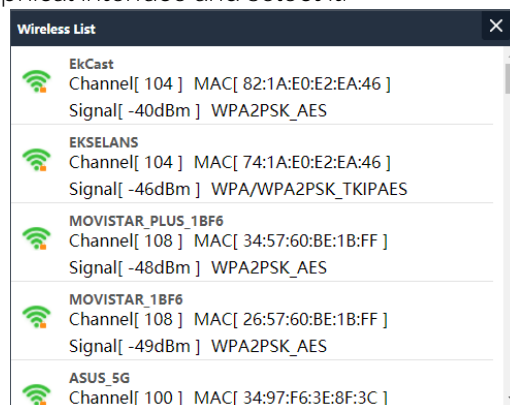 Wireless List
EkCast
Channel[ 104 ] MAC[ 82:1A:E0:E2:EA:46 ]
Signal[ -40dBm ] WPA2PSK_AES
EKSELANS
Channel[ 104 ] MAC[ 74:1A:E0:E2:EA:46 ]
Signal[ -46dBm ] WPA/WPA2PSK_TKIPAES
MOVISTAR_PLUS_1BF6
Channel[ 108 ] MAC[ 34:57:60:BE:1B:FF ]
Signal[ -48dBm ] WPA2PSK_AES
MOVISTAR_1BF6
Channel[ 108 ] MAC[ 26:57:60:BE:1B:FF ]
Signal[ -49dBm ] WPA2PSK_AES
ASUS_5G
Channel[ 100 ] MAC[ 34:97:F6:3E:8F:3C ]